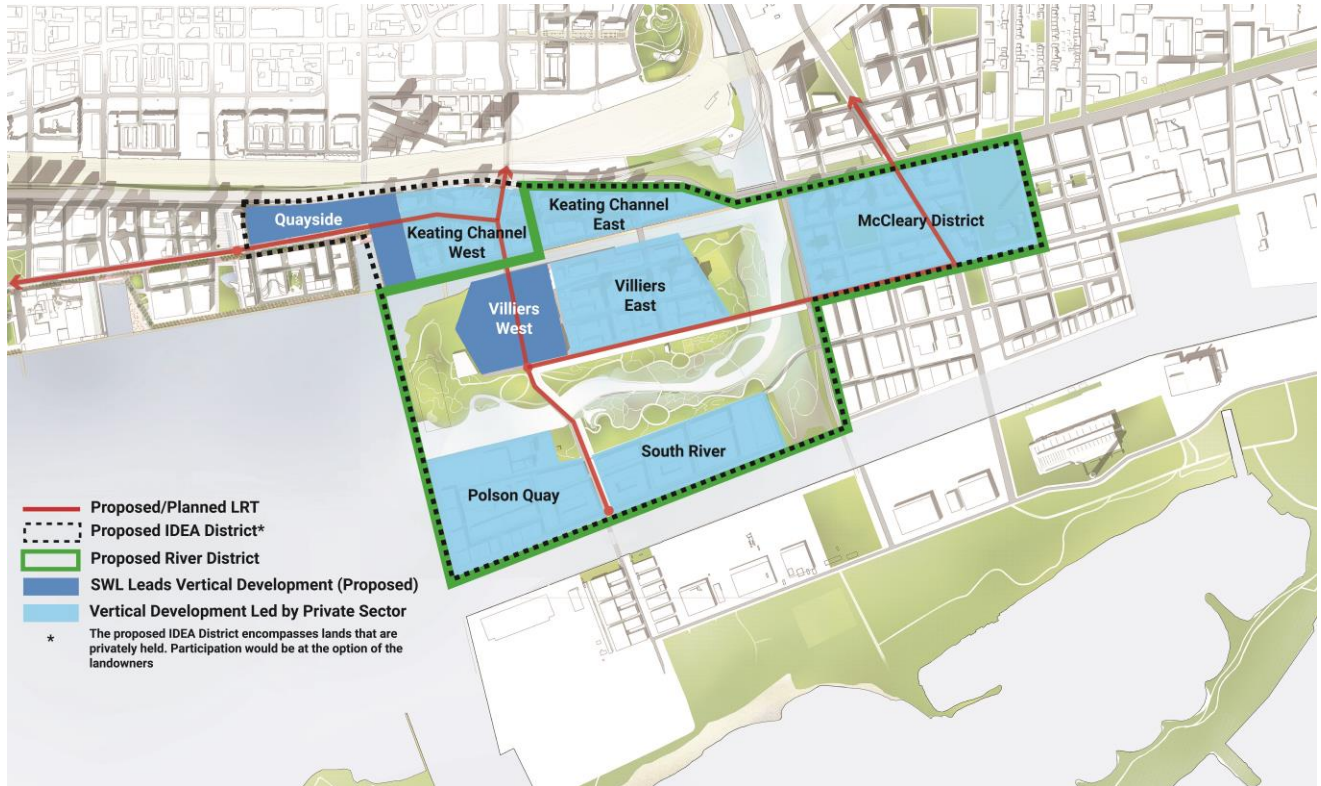 Quayside
Keating Channel
West
Keating Channel
East
McCleary District
Villiers
West
Villiers
East
South River
Polson Quay
Proposed/Planned LRT
Proposed IDEA District*
Proposed River District
SWL Leads Vertical Development (Proposed)
Vertical Development Led by Private Sector
* The proposed IDEA District encompasses lands that are
privately held. Participation would be at the option of the
landowners